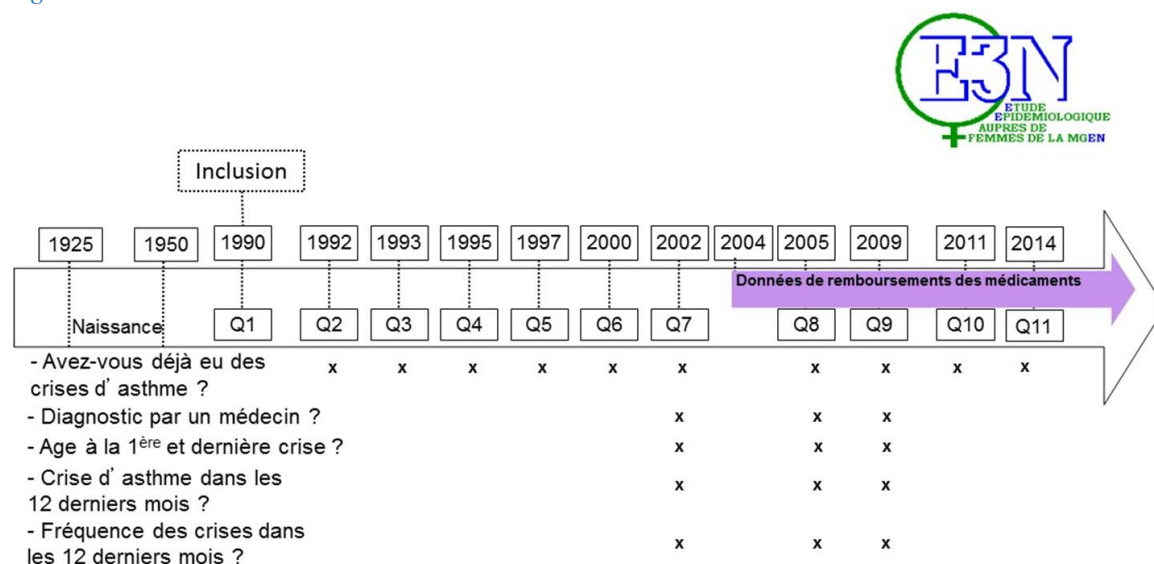 E3N
ETUDE
EPIDEMIOLOGIQUE
AUPRES DE
FEMMES DE LA MGEN
Inclusion
1925 1950 1990 1992 1993 1995 1997 2000 2002 2004 2005 2009 2011 2014
Données de remboursements des médicaments
Naissance Q1 Q2 Q3 Q4 Q5 Q6 Q7 Q8 Q9 Q10 Q11
- Avez-vous déjà eu des x x x x x x x x x x
crises d' asthme ?
- Diagnostic par un médecin ? x x x
- Age à la 1ère et dernière crise ? x x x
- Crise d' asthme dans les
12 derniers mois ? x x x
- Fréquence des crises dans
les 12 derniers mois ? x x x